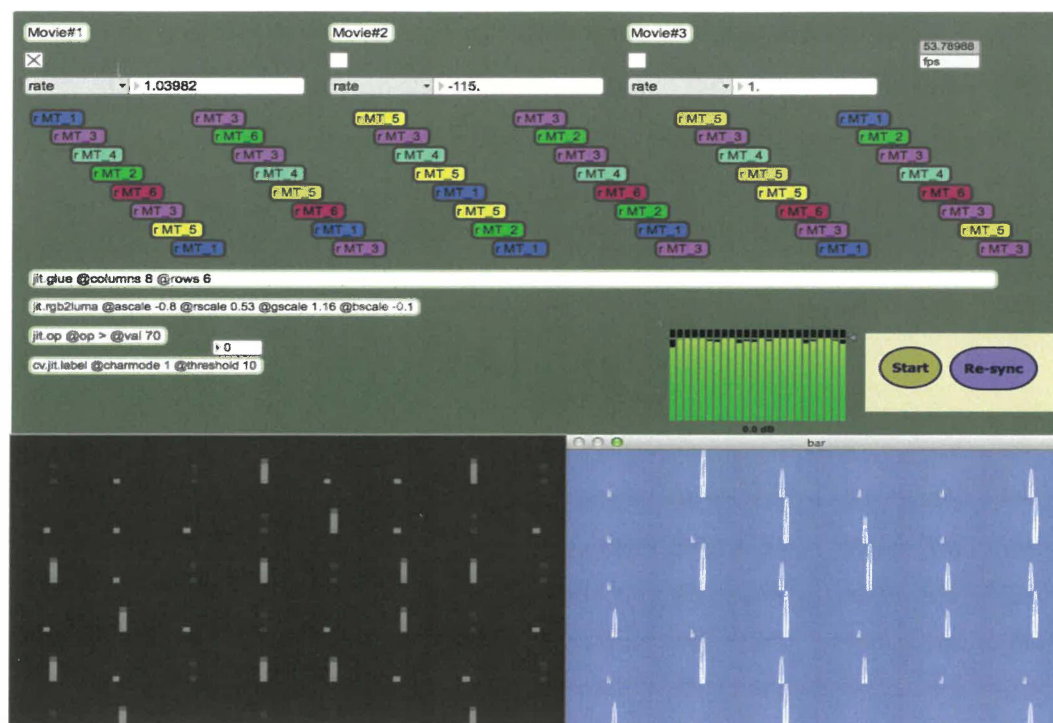 Movie#1 Movie#2 Movie#3
53.78988
fps
rate 1.03982 rate -115. rate 1.
r MT_1 r MT_3 r MT_5 r MT_3 r MT_5 r MT_1
r MT_3 r MT_6 r MT_3 r MT_2 r MT_3 r MT_2
r MT_4 r MT_3 r MT_4 r MT_3 r MT_4 r MT_3
r MT_2 r MT_4 r MT_5 r MT_4 r MT_5 r MT_4
r MT_6 r MT_5 r MT_1 r MT_6 r MT_5 r MT_6
r MT_3 r MT_6 r MT_5 r MT_2 r MT_6 r MT_3
r MT_5 r MT_1 r MT_2 r MT_1 r MT_3 r MT_5
r MT_1 r MT_3 r MT_1 r MT_3 r MT_1 r MT_3
jit.glue @columns 8 @rows 6
jit.rgb2luma @ascale -0.8 @rscale 0.53 @gscale 1.16 @bscale -0.1
jit.op @op > @val 70
0
cv.jit.label @charmode 1 @threshold 10
Start Re-sync
0.0 dB
bar